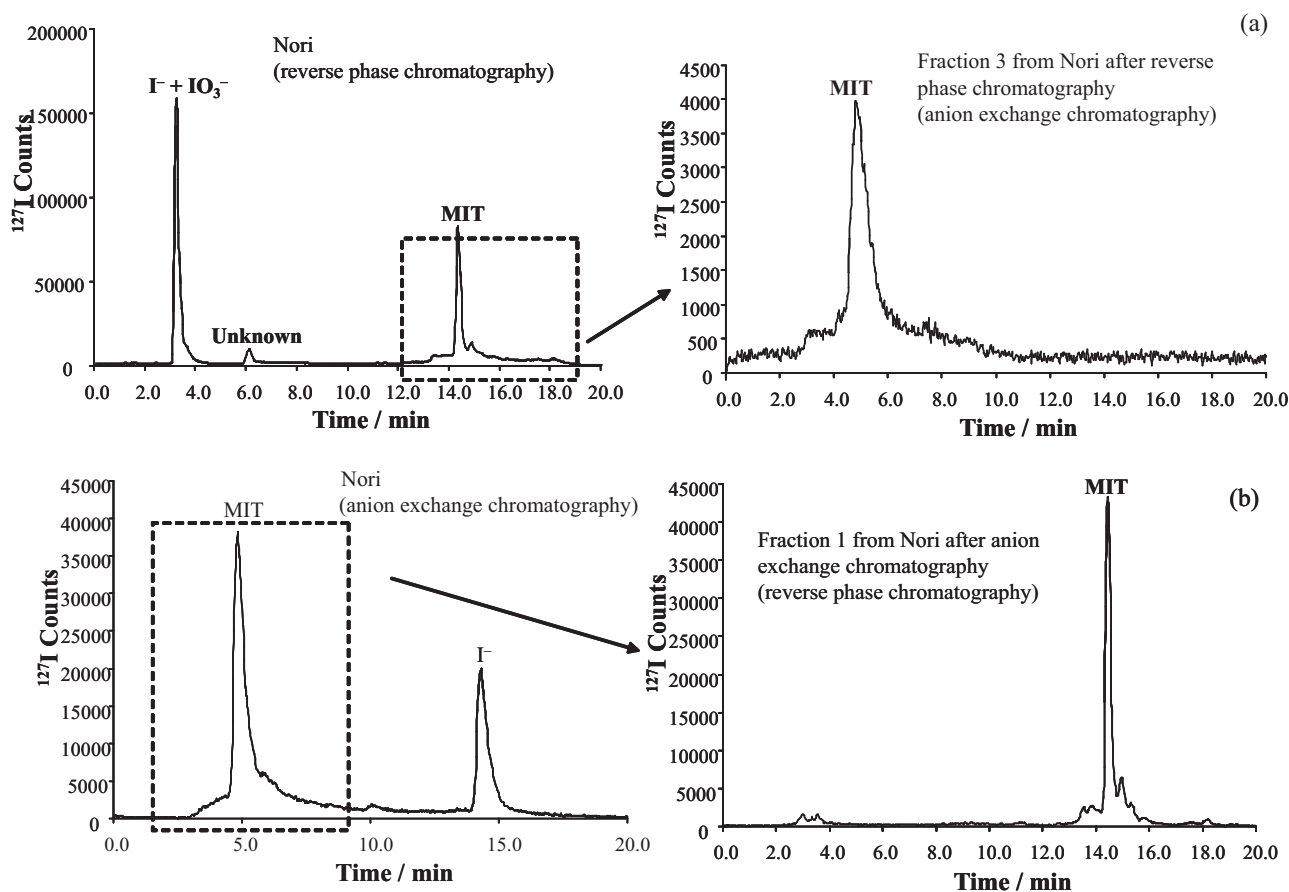 (a)
Nori
(reverse phase chromatography)
I⁻ + IO₃⁻
Unknown
MIT
¹²⁷I Counts
200000
150000
100000
50000
0
0.0 2.0 4.0 6.0 8.0 10.0 12.0 14.0 16.0 18.0 20.0
Time / min
Fraction 3 from Nori after reverse
phase chromatography
(anion exchange chromatography)
MIT
¹²⁷I Counts
4500
4000
3500
3000
2500
2000
1500
1000
500
0
0.0 2.0 4.0 6.0 8.0 10.0 12.0 14.0 16.0 18.0 20.0
Time / min
Nori
(anion exchange chromatography)
MIT
I⁻
¹²⁷I Counts
45000
40000
35000
30000
25000
20000
15000
10000
5000
0
0.0 5.0 10.0 15.0 20.0
Time / min
(b)
MIT
Fraction 1 from Nori after anion
exchange chromatography
(reverse phase chromatography)
¹²⁷I Counts
45000
40000
35000
30000
25000
20000
15000
10000
5000
0
0.0 2.0 4.0 6.0 8.0 10.0 12.0 14.0 16.0 18.0 20.0
Time / min